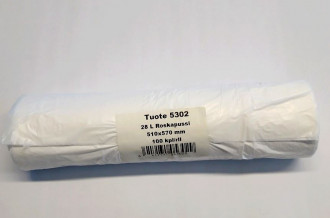 Tuote 5302
28 L Roskapussi
510x570 mm
100 kpl/rll